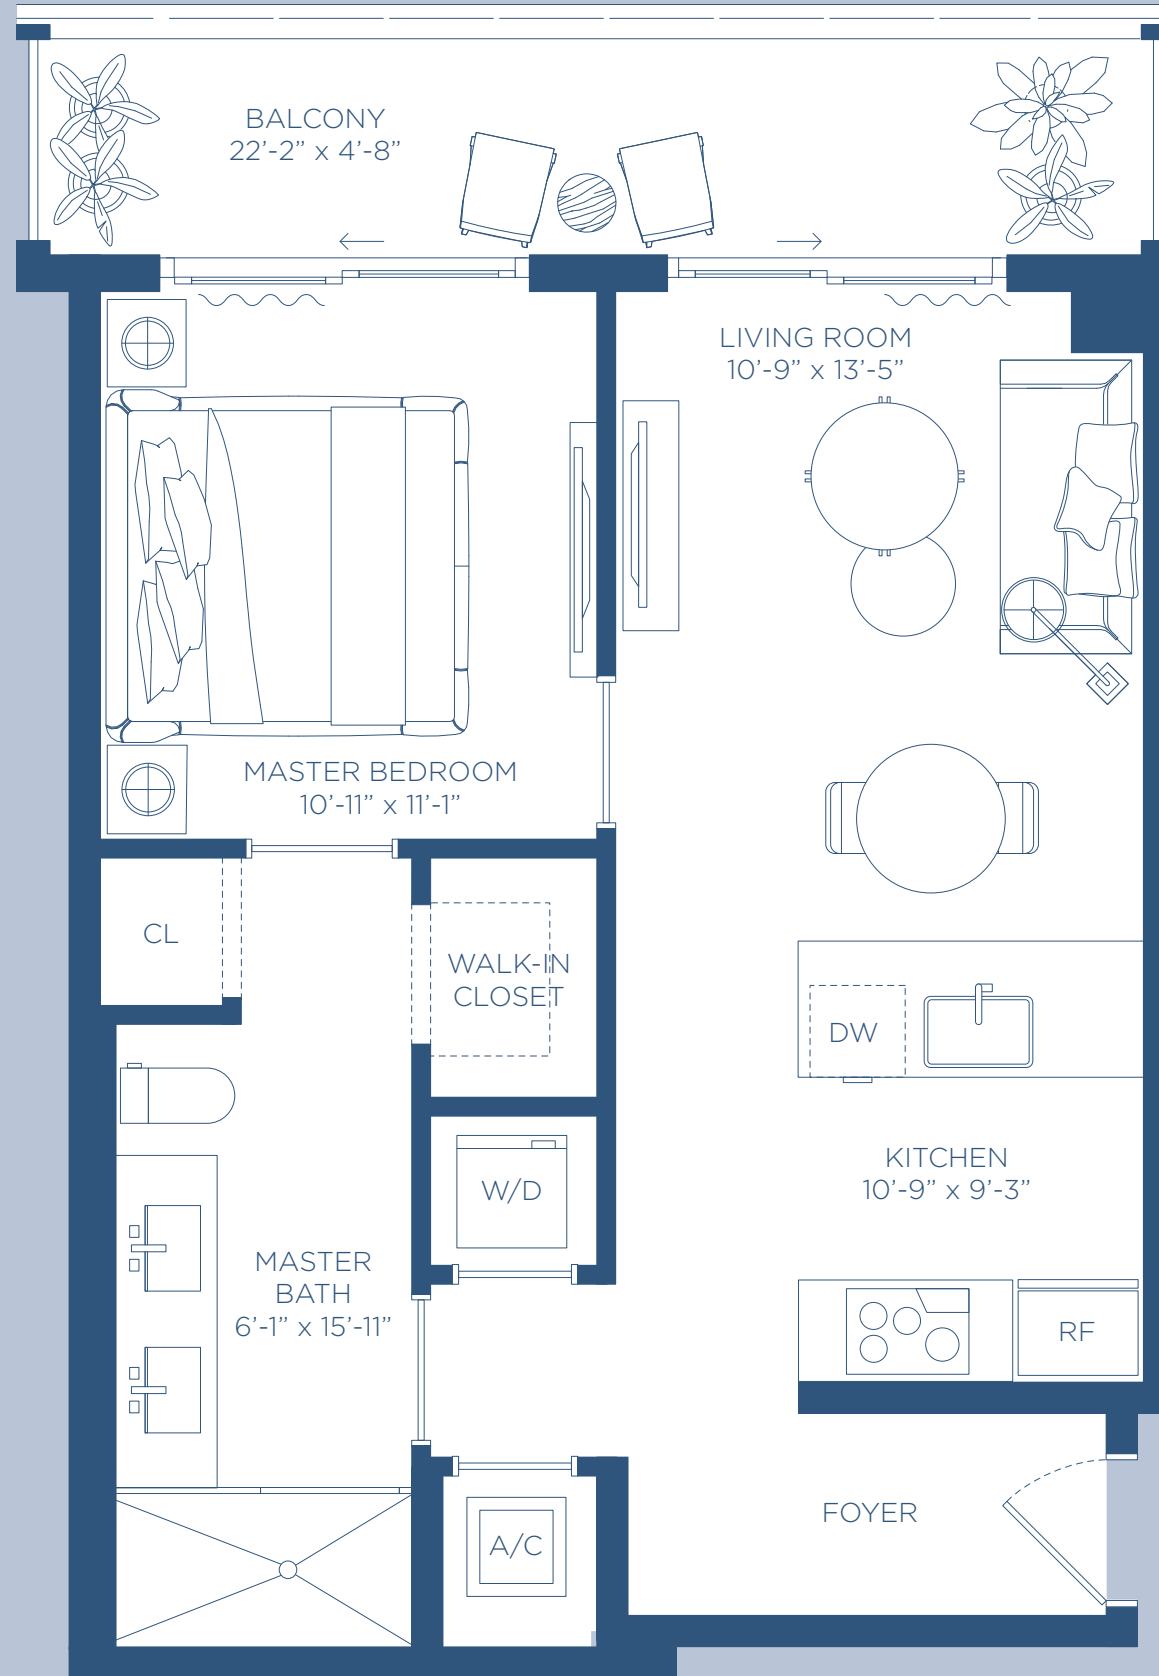 BALCONY
22’-2” x 4’-8”
LIVING ROOM
10’-9” x 13’-5”
MASTER BEDROOM
10’-11” x 11’-1”
CL
WALK-IN
CLOSET
DW
KITCHEN
10’-9” x 9’-3”
W/D
MASTER
BATH
6’-1” x 15’-11”
RF
FOYER
A/C